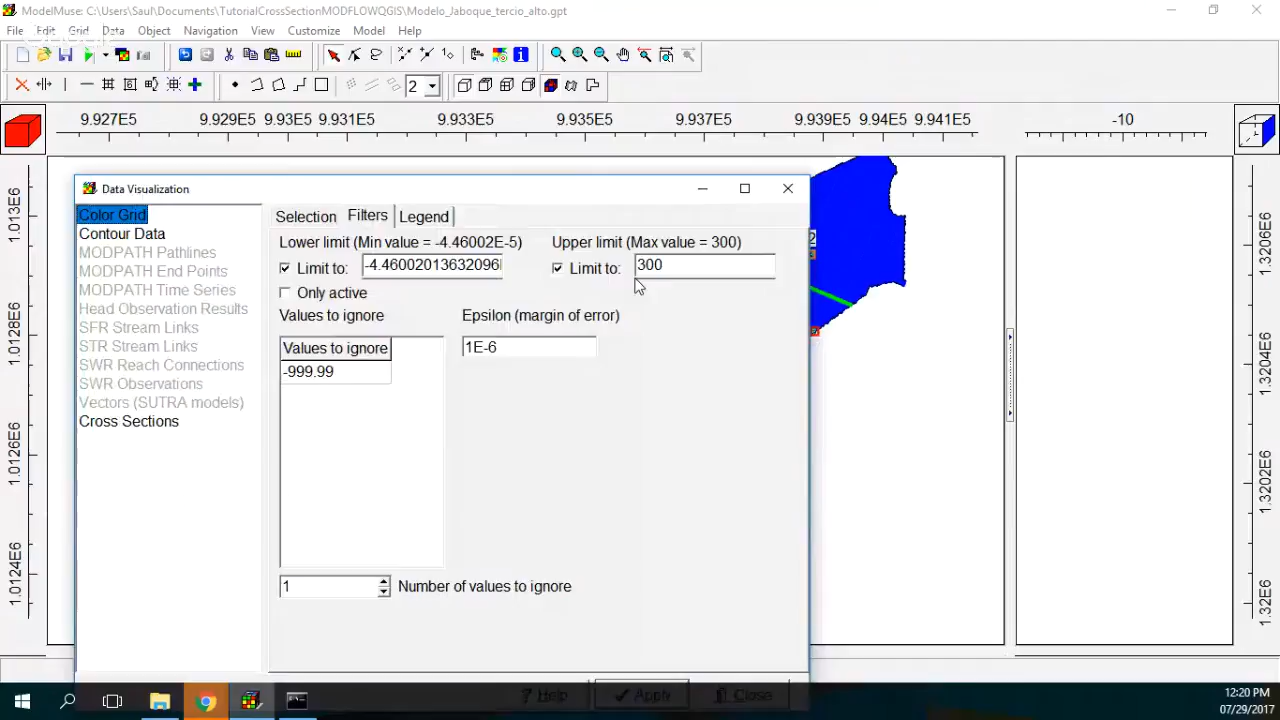 ModelMuse: C:\Users\Saul\Documents\TutorialCrossSectionMODFLOWQGIS\Modelo_Jaboque_tercio_alto.gpt
File Edit Grid Data Object Navigation View Customize Model Help
2
9.927E5 9.929E5 9.93E5 9.931E5 9.933E5 9.935E5 9.937E5 9.939E5 9.94E5 9.941E5 -10
Data Visualization
Color Grid
Contour Data
MODPATH Pathlines
MODPATH End Points
MODPATH Time Series
Head Observation Results
SFR Stream Links
STR Stream Links
SWR Reach Connections
SWR Observations
Vectors (SUTRA models)
Cross Sections
Selection Filters Legend
Lower limit (Min value = -4.46002E-5) Upper limit (Max value = 300)
Limit to: -4.46002013632096 Limit to: 300
Only active
Values to ignore Epsilon (margin of error)
Values to ignore 1E-6
-999.99
1 Number of values to ignore
Help Apply Close
1.013E6
1.0128E6
1.0126E6
1.0124E6
1.3206E6
1.3204E6
1.3202E6
1.32E6
12:20 PM
07/29/2017